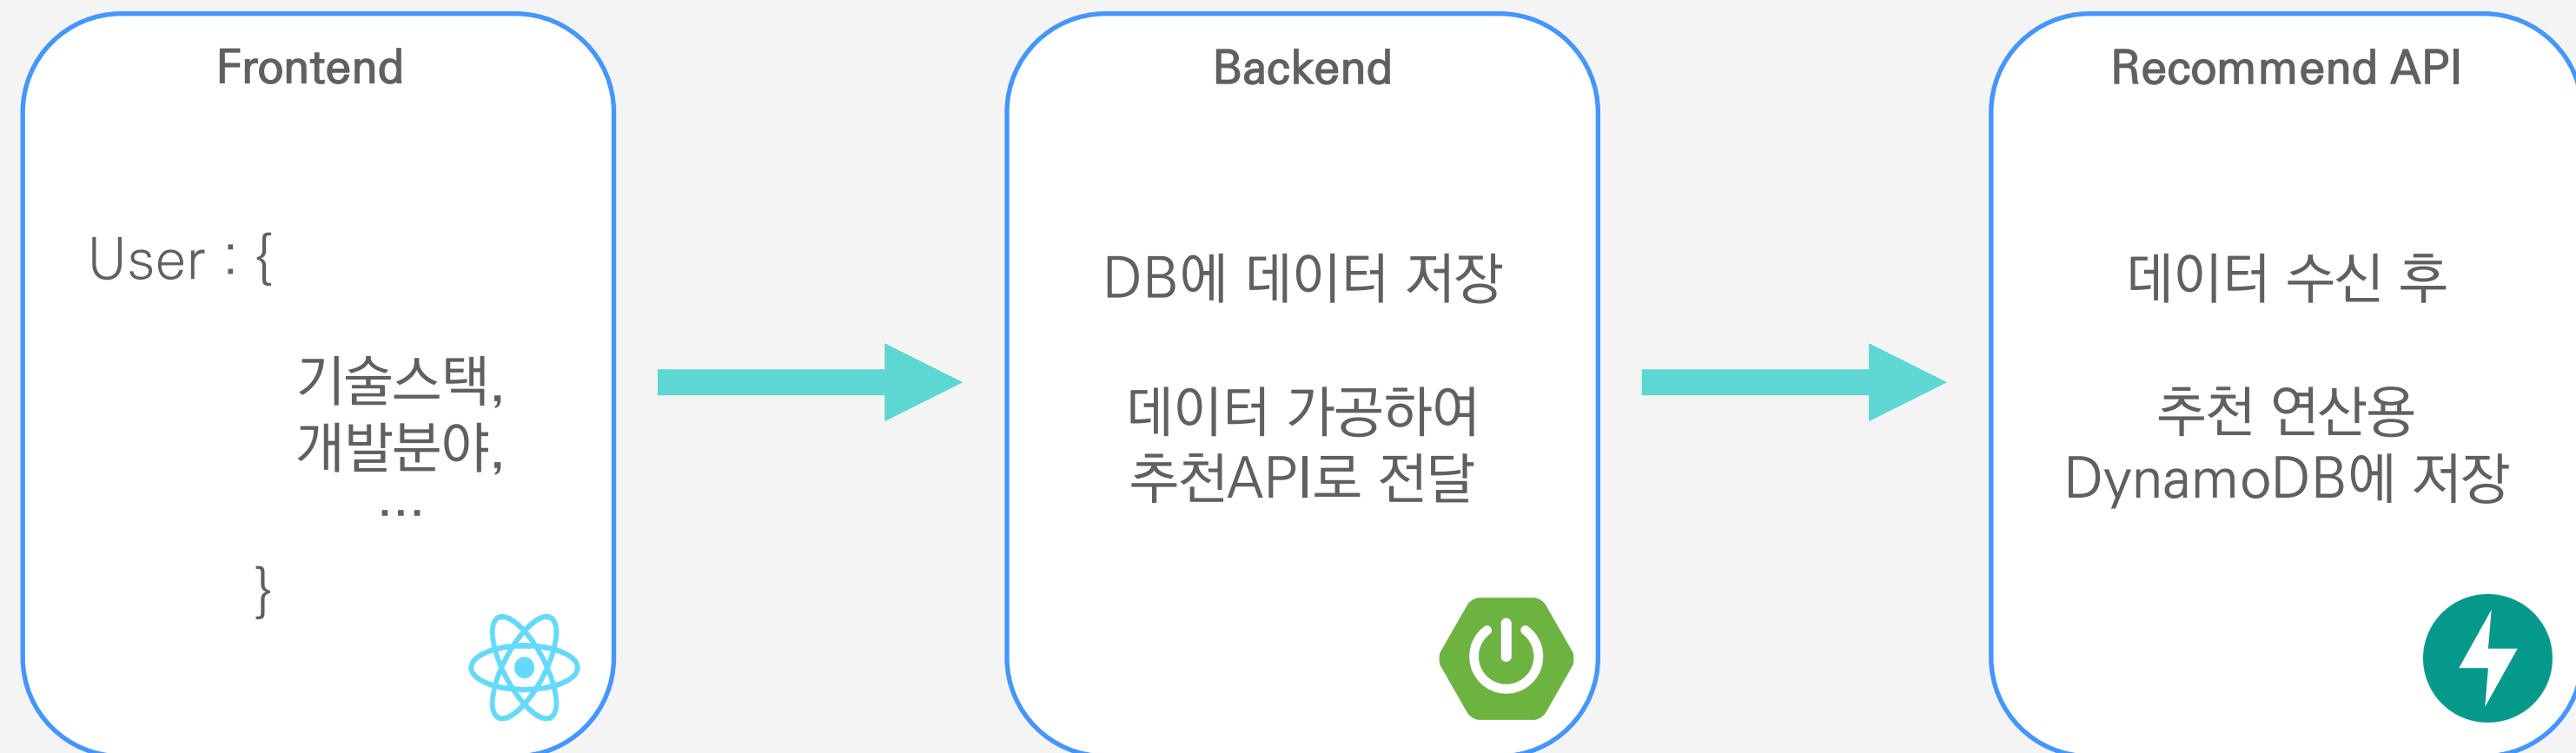 Frontend
User : {
기술스택,
개발분야,
...
}
Backend
DB에 데이터 저장
데이터 가공하여
추천API로 전달
Recommend API
데이터 수신 후
추천 연산용
DynamoDB에 저장